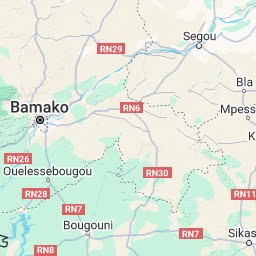 Segou
RN29
Bla
Bamako
RN6
Mpess
K
RN26
Ouelessebougou
RN30
RN28
RN11
RN7
Bougouni
RN7
Sikas
RN8